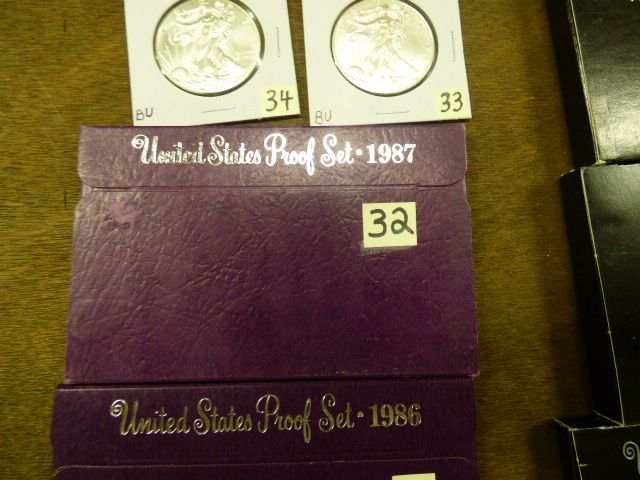 BU
34
BU
33
United States Proof Set • 1987
32
United States Proof Set • 1986